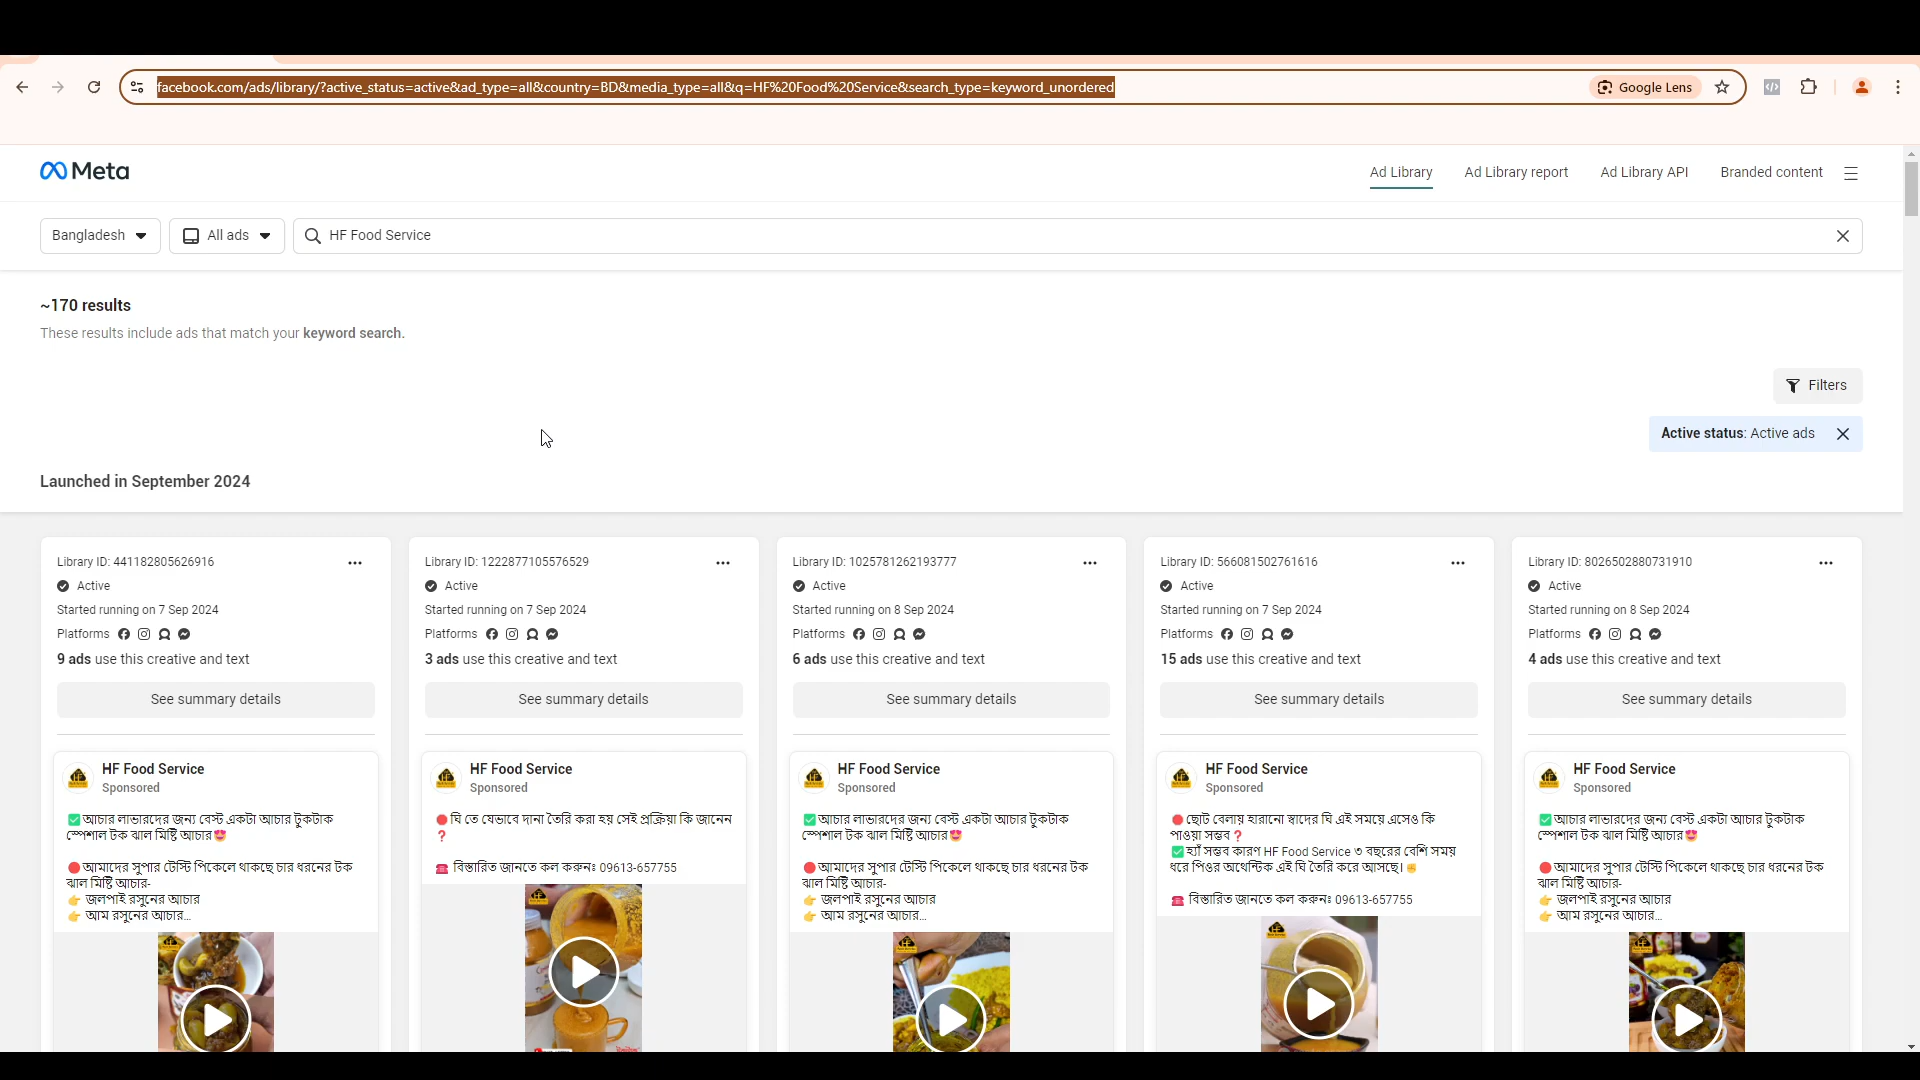 facebook.com/ads/library/?active_status=active&ad_type=all&country=BD&media_type=all&q=HF%20Food%20Service&search_type=keyword_unordered
Google Lens
Meta
Ad Library
Ad Library report
Ad Library API
Branded content
Bangladesh
All ads
HF Food Service
~170 results
These results include ads that match your keyword search.
Filters
Active status: Active ads
Launched in September 2024
Library ID: 441182805626916
Active
Started running on 7 Sep 2024
Platforms
9 ads use this creative and text
See summary details
HF Food Service
Sponsored
✅আচার লাভারদের জন্য বেস্ট একটা আচার টুকটাক
স্পেশাল টক ঝাল মিষ্টি আচার😍
🔴আমাদের সুপার টেস্টি পিকেলে থাকছে চার ধরনের টক
ঝাল মিষ্টি আচার-
👉 জলপাই রসুনের আচার
👉 আম রসুনের আচার...
Library ID: 1222877105576529
Active
Started running on 7 Sep 2024
Platforms
3 ads use this creative and text
See summary details
HF Food Service
Sponsored
🔴ঘি তে যেভাবে দানা তৈরি করা হয় সেই প্রক্রিয়া কি জানেন
❓
☎️ বিস্তারিত জানতে কল করুনঃ 09613-657755
Library ID: 1025781262193777
Active
Started running on 8 Sep 2024
Platforms
6 ads use this creative and text
See summary details
HF Food Service
Sponsored
✅আচার লাভারদের জন্য বেস্ট একটা আচার টুকটাক
স্পেশাল টক ঝাল মিষ্টি আচার😍
🔴আমাদের সুপার টেস্টি পিকেলে থাকছে চার ধরনের টক
ঝাল মিষ্টি আচার-
👉 জলপাই রসুনের আচার
👉 আম রসুনের আচার...
Library ID: 566081502761616
Active
Started running on 7 Sep 2024
Platforms
15 ads use this creative and text
See summary details
HF Food Service
Sponsored
🔴ছোট বেলায় হারানো স্বাদের ঘি এই সময়ে এসেও কি
পাওয়া সম্ভব ❓
✅হ্যাঁ সম্ভব কারণ HF Food Service ৩ বছরের বেশি সময়
ধরে পিওর অথেন্টিক এই ঘি তৈরি করে আসছে।✊
☎️ বিস্তারিত জানতে কল করুনঃ 09613-657755
Library ID: 8026502880731910
Active
Started running on 8 Sep 2024
Platforms
4 ads use this creative and text
See summary details
HF Food Service
Sponsored
✅আচার লাভারদের জন্য বেস্ট একটা আচার টুকটাক
স্পেশাল টক ঝাল মিষ্টি আচার😍
🔴আমাদের সুপার টেস্টি পিকেলে থাকছে চার ধরনের টক
ঝাল মিষ্টি আচার-
👉 জলপাই রসুনের আচার
👉 আম রসুনের আচার...